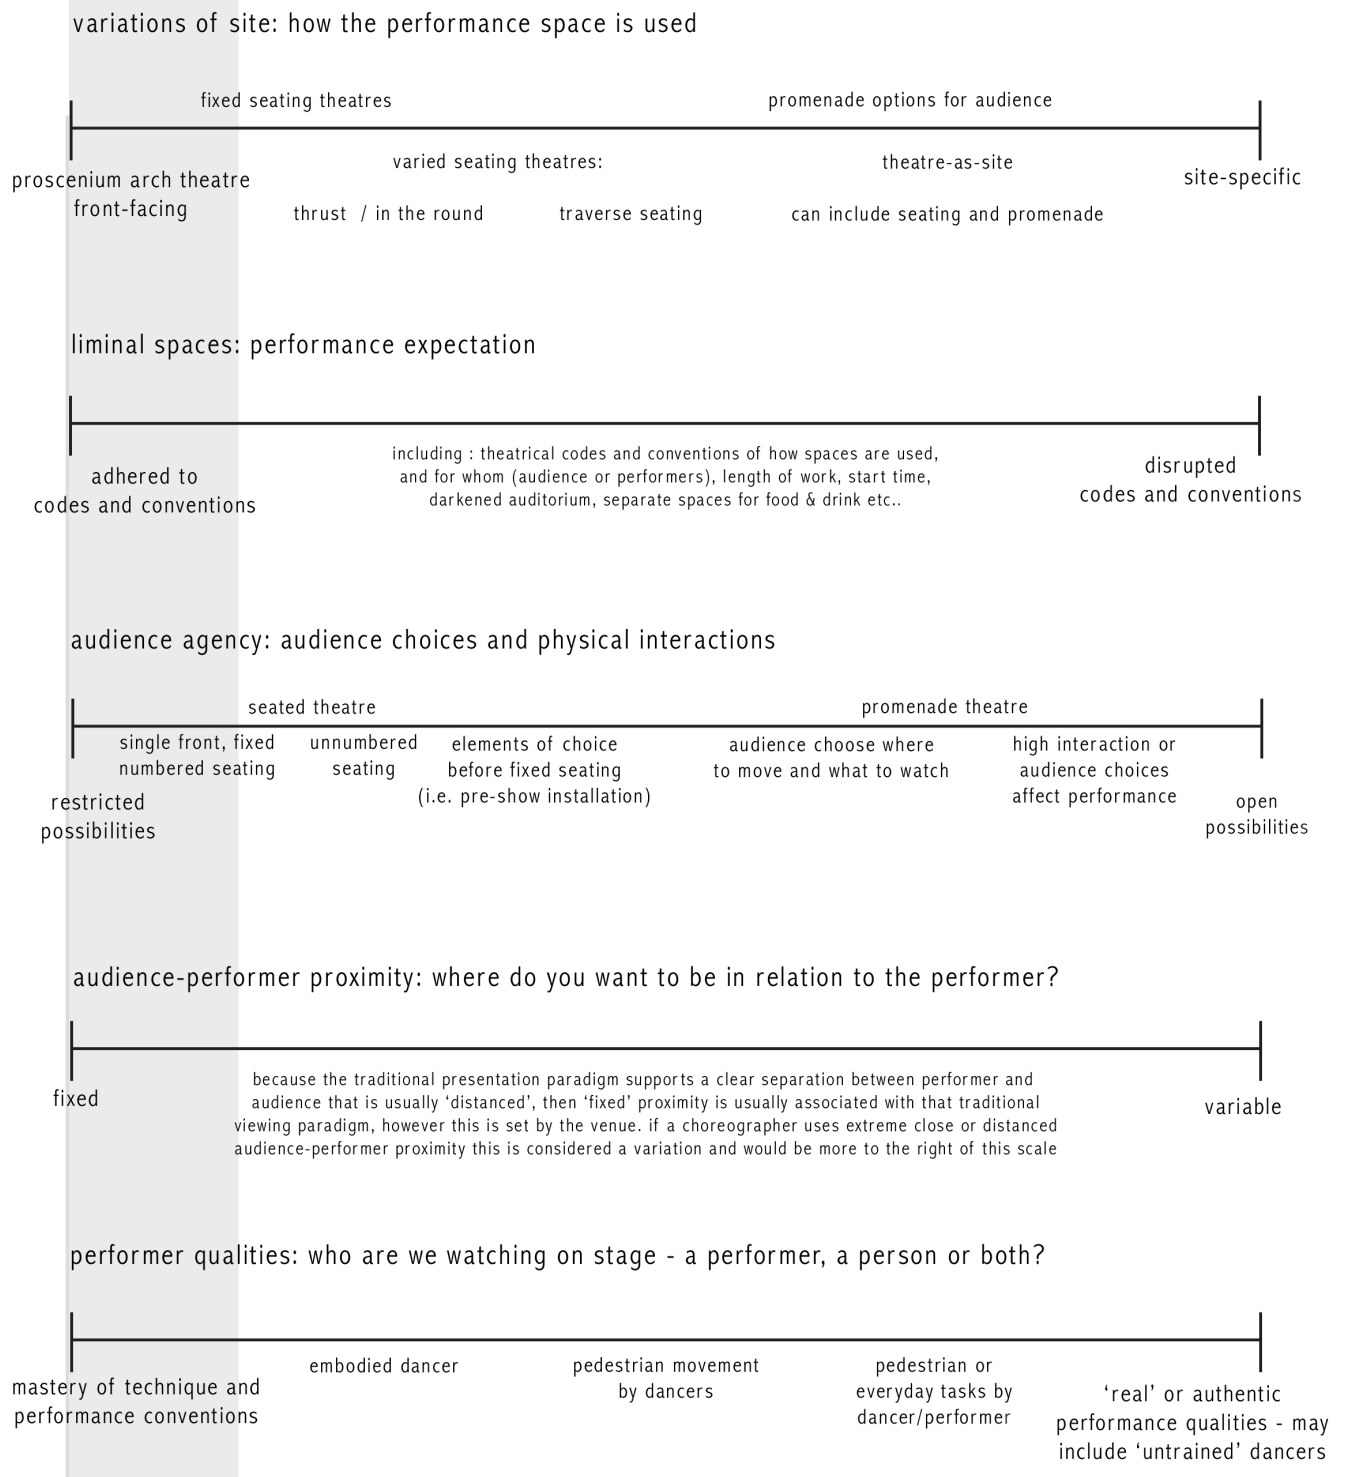 variations of site: how the performance space is used
fixed seating theatres
promenade options for audience
varied seating theatres:
theatre-as-site
proscenium arch theatre
front-facing
site-specific
thrust / in the round
traverse seating
can include seating and promenade
liminal spaces: performance expectation
including : theatrical codes and conventions of how spaces are used,
and for whom (audience or performers), length of work, start time,
darkened auditorium, separate spaces for food & drink etc..
adhered to
codes and conventions
disrupted
codes and conventions
audience agency: audience choices and physical interactions
seated theatre
promenade theatre
single front, fixed
numbered seating
unnumbered
seating
elements of choice
before fixed seating
(i.e. pre-show installation)
audience choose where
to move and what to watch
high interaction or
audience choices
affect performance
restricted
possibilities
open
possibilities
audience-performer proximity: where do you want to be in relation to the performer?
fixed
because the traditional presentation paradigm supports a clear separation between performer and
audience that is usually ‘distanced’, then ‘fixed’ proximity is usually associated with that traditional
viewing paradigm, however this is set by the venue. if a choreographer uses extreme close or distanced
audience-performer proximity this is considered a variation and would be more to the right of this scale
variable
performer qualities: who are we watching on stage - a performer, a person or both?
mastery of technique and
performance conventions
embodied dancer
pedestrian movement
by dancers
pedestrian or
everyday tasks by
dancer/performer
‘real’ or authentic
performance qualities - may
include ‘untrained’ dancers